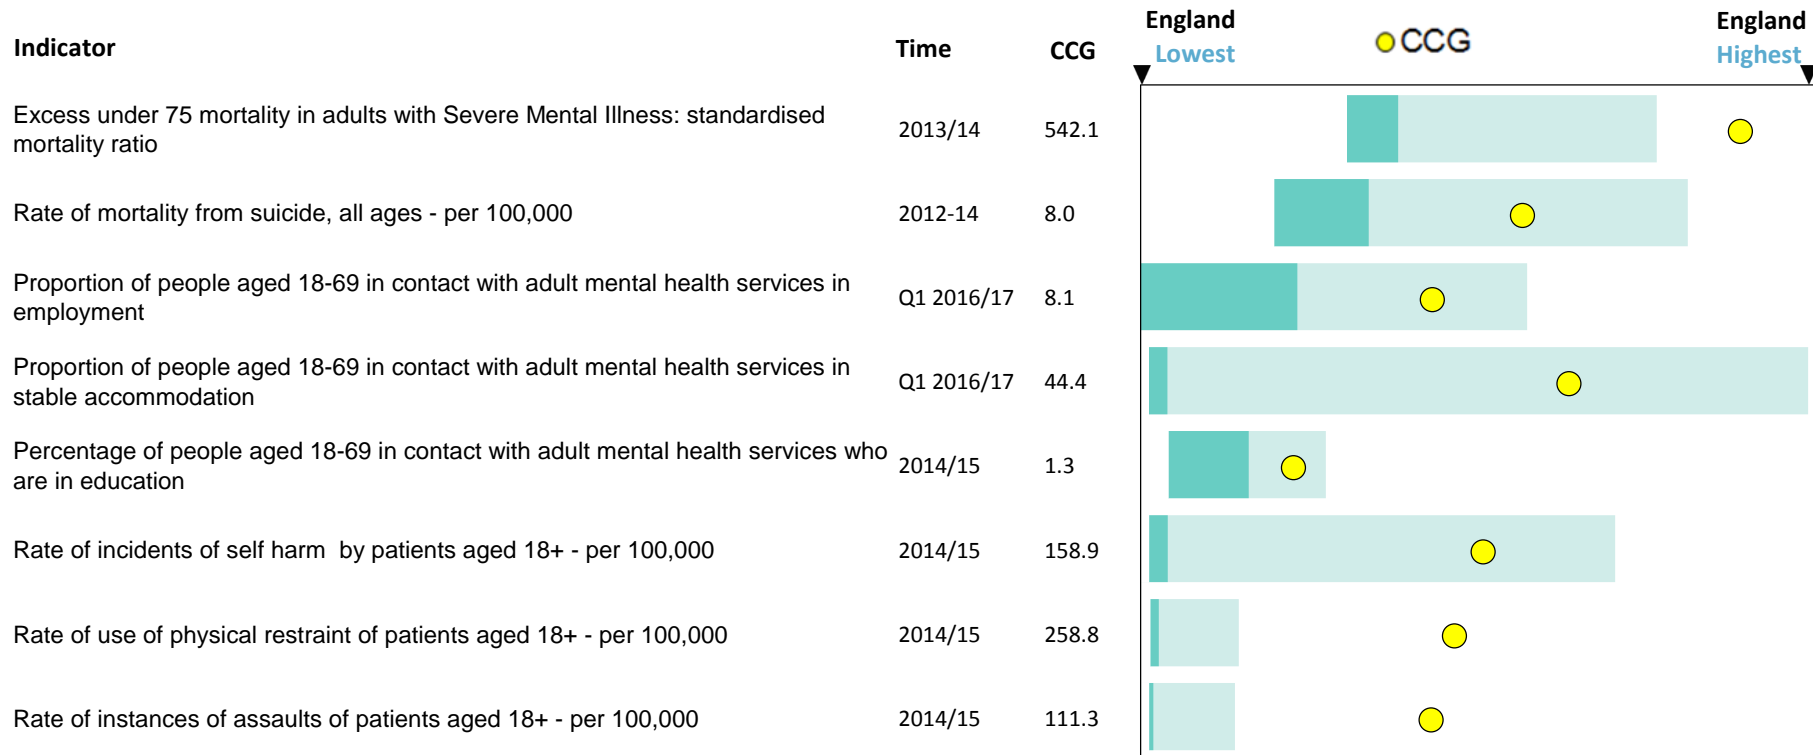 England England
Indicator Time CCG CCG
Lowest Highest
Excess under 75 mortality in adults with Severe Mental Illness: standardised
mortality ratio
2013/14 542.1
Rate of mortality from suicide, all ages - per 100,000 2012-14 8.0
Proportion of people aged 18-69 in contact with adult mental health services in
employment
Q1 2016/17 8.1
Proportion of people aged 18-69 in contact with adult mental health services in
stable accommodation
Q1 2016/17 44.4
Percentage of people aged 18-69 in contact with adult mental health services who
are in education
2014/15 1.3
Rate of incidents of self harm  by patients aged 18+ - per 100,000 2014/15 158.9
Rate of use of physical restraint of patients aged 18+ - per 100,000 2014/15 258.8
Rate of instances of assaults of patients aged 18+ - per 100,000 2014/15 111.3